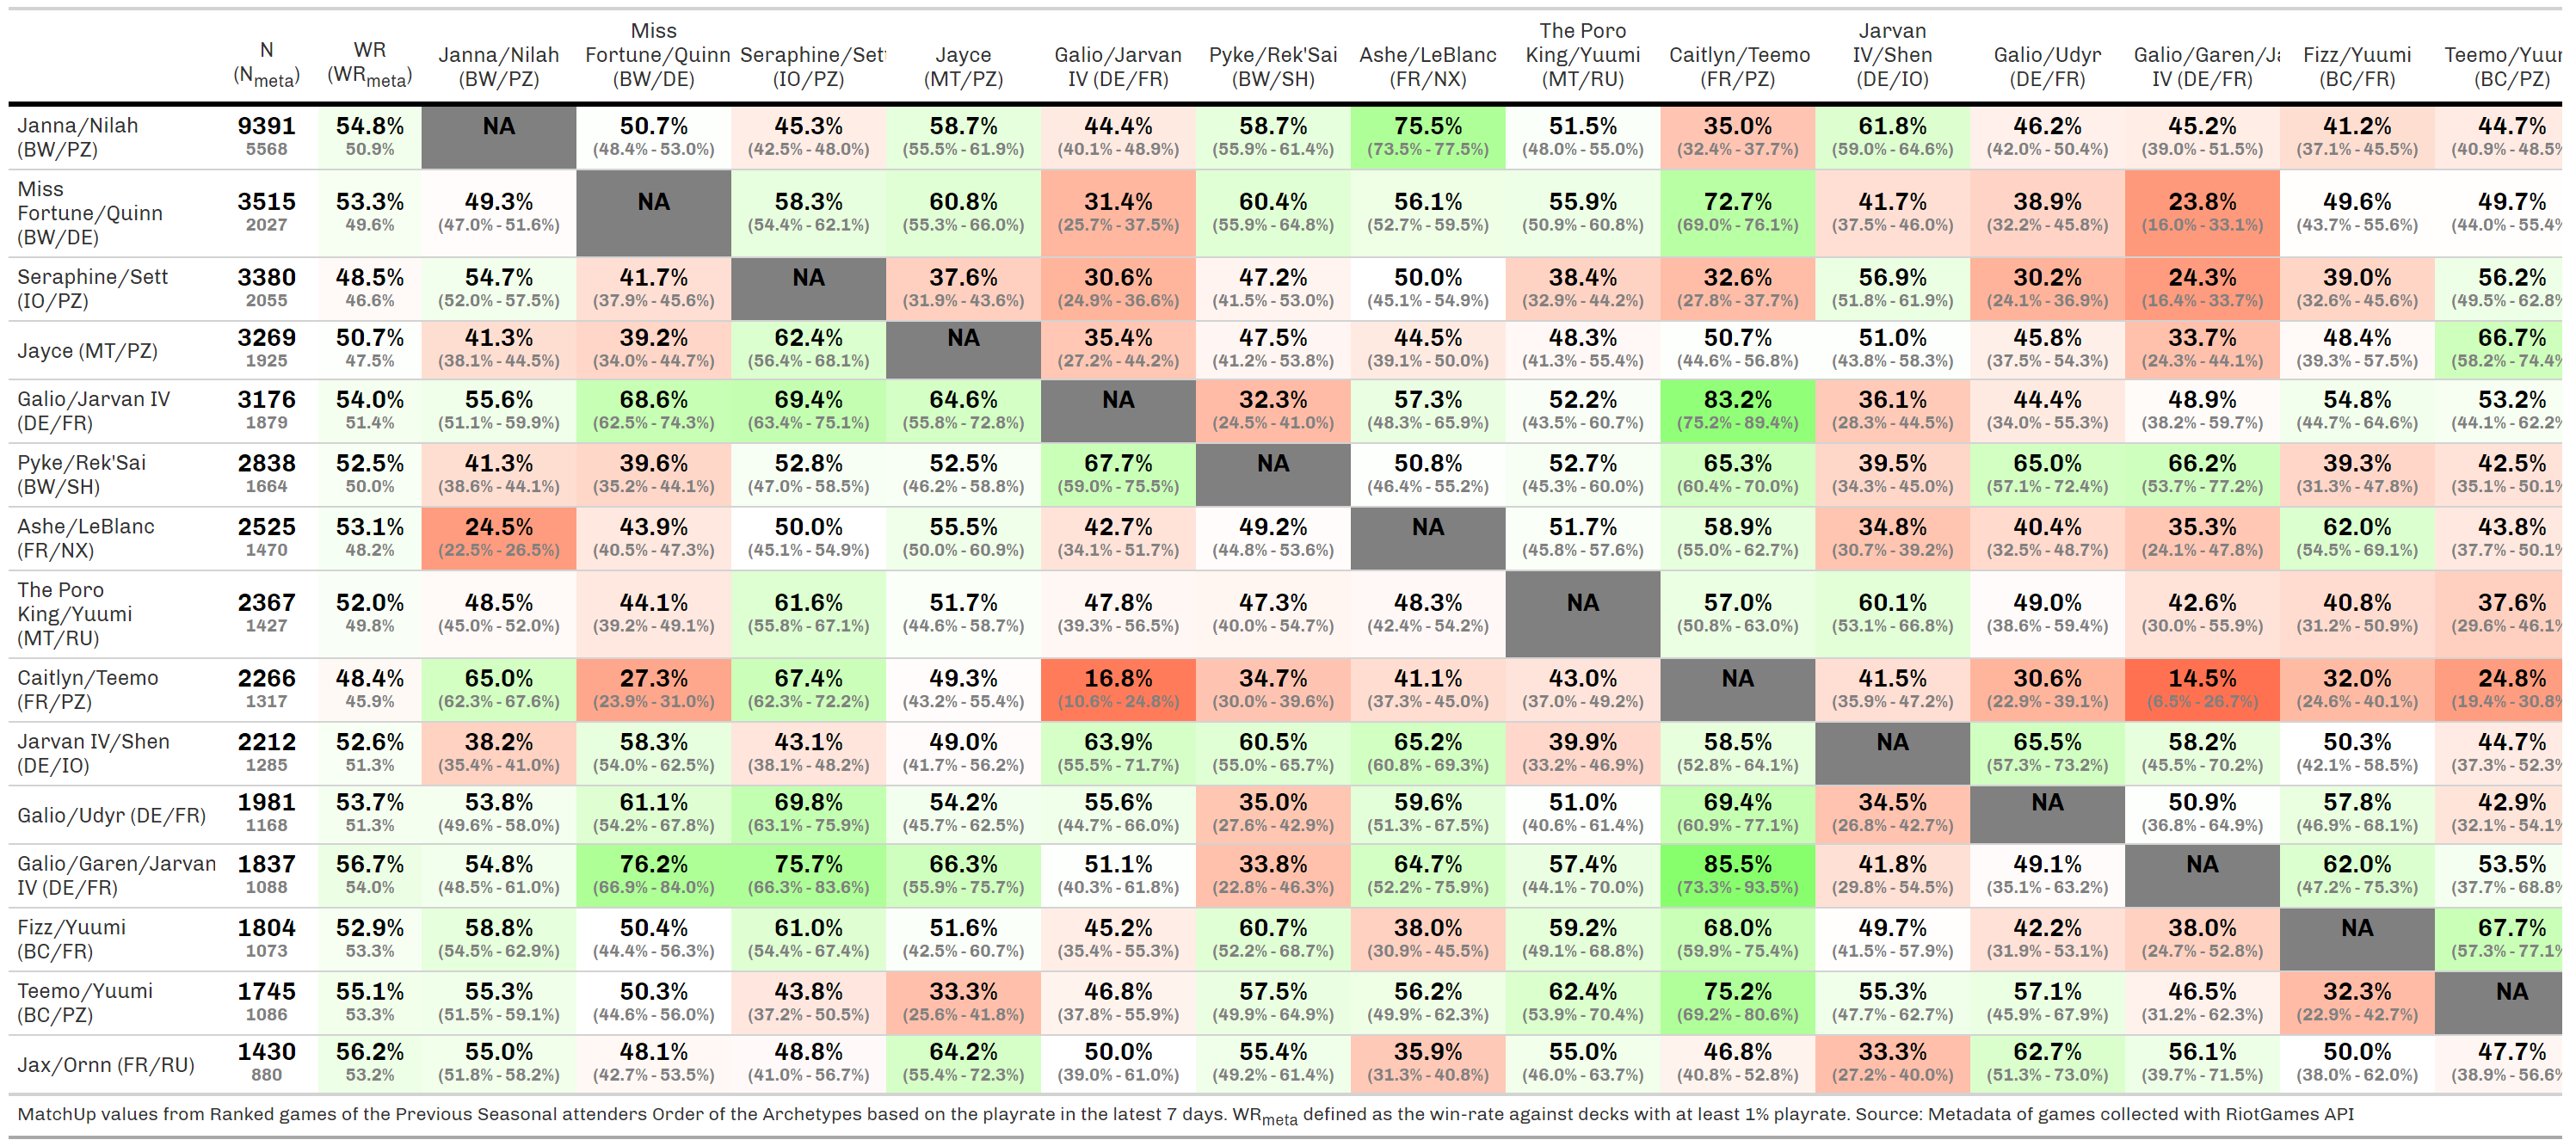 N (Nmeta) WR (WRmeta) Janna/Nilah (BW/PZ) Miss Fortune/Quinn (BW/DE) Seraphine/Sett (IO/PZ) Jayce (MT/PZ) Galio/Jarvan IV (DE/FR) Pyke/Rek'Sai (BW/SH) Ashe/LeBlanc (FR/NX) The Poro King/Yuumi (MT/RU) Caitlyn/Teemo (FR/PZ) Jarvan IV/Shen (DE/IO) Galio/Udyr (DE/FR) Galio/Garen/Ja IV (DE/FR) Fizz/Yuumi (BC/FR) Teemo/Yuu (BC/PZ)
Janna/Nilah (BW/PZ) 9391 54.8% NA 50.7% 45.3% 58.7% 44.4% 58.7% 75.5% 51.5% 35.0% 61.8% 46.2% 45.2% 41.2% 44.7%
5568 50.9% (48.4% - 53.0%) (42.5% - 48.0%) (55.5% - 61.9%) (40.1% - 48.9%) (55.9% - 61.4%) (73.5% - 77.5%) (48.0% - 55.0%) (32.4% - 37.7%) (59.0% - 64.6%) (42.0% - 50.4%) (39.0% - 51.5%) (37.1% - 45.5%) (40.9% - 48.5%
Miss Fortune/Quinn (BW/DE) 3515 53.3% 49.3% NA 58.3% 60.8% 31.4% 60.4% 56.1% 55.9% 72.7% 41.7% 38.9% 23.8% 49.6% 49.7%
2027 49.6% (47.0% - 51.6%) (54.4% - 62.1%) (55.3% - 66.0%) (25.7% - 37.5%) (55.9% - 64.8%) (52.7% - 59.5%) (50.9% - 60.8%) (69.0% - 76.1%) (37.5% - 46.0%) (32.2% - 45.8%) (16.0% - 33.1%) (43.7% - 55.6%) (44.0% - 55.4%
Seraphine/Sett (IO/PZ) 3380 48.5% 54.7% 41.7% NA 37.6% 30.6% 47.2% 50.0% 38.4% 32.6% 56.9% 30.2% 24.3% 39.0% 56.2%
2055 46.6% (52.0% - 57.5%) (37.9% - 45.6%) (31.9% - 43.6%) (24.9% - 36.6%) (41.5% - 53.0%) (45.1% - 54.9%) (32.9% - 44.2%) (27.8% - 37.7%) (51.8% - 61.9%) (24.1% - 36.9%) (16.4% - 33.7%) (32.6% - 45.6%) (49.5% - 62.8%
Jayce (MT/PZ) 3269 50.7% 41.3% 39.2% 62.4% NA 35.4% 47.5% 44.5% 48.3% 50.7% 51.0% 45.8% 33.7% 48.4% 66.7%
1925 47.5% (38.1% - 44.5%) (34.0% - 44.7%) (56.4% - 68.1%) (27.2% - 44.2%) (41.2% - 53.8%) (39.1% - 50.0%) (41.3% - 55.4%) (44.6% - 56.8%) (43.8% - 58.3%) (37.5% - 54.3%) (24.3% - 44.1%) (39.3% - 57.5%) (58.2% - 74.4%
Galio/Jarvan IV (DE/FR) 3176 54.0% 55.6% 68.6% 69.4% 64.6% NA 32.3% 57.3% 52.2% 83.2% 36.1% 44.4% 48.9% 54.8% 53.2%
1879 51.4% (51.1% - 59.9%) (62.5% - 74.3%) (63.4% - 75.1%) (55.8% - 72.8%) (24.5% - 41.0%) (48.3% - 65.9%) (43.5% - 60.7%) (75.2% - 89.4%) (28.3% - 44.5%) (34.0% - 55.3%) (38.2% - 59.7%) (44.7% - 64.6%) (44.1% - 62.2%
Pyke/Rek'Sai (BW/SH) 2838 52.5% 41.3% 39.6% 52.8% 52.5% 67.7% NA 50.8% 52.7% 65.3% 39.5% 65.0% 66.2% 39.3% 42.5%
1664 50.0% (38.6% - 44.1%) (35.2% - 44.1%) (47.0% - 58.5%) (46.2% - 58.8%) (59.0% - 75.5%) (46.4% - 55.2%) (45.3% - 60.0%) (60.4% - 70.0%) (34.3% - 45.0%) (57.1% - 72.4%) (53.7% - 77.2%) (31.3% - 47.8%) (35.1% - 50.1%
Ashe/LeBlanc (FR/NX) 2525 53.1% 24.5% 43.9% 50.0% 55.5% 42.7% 49.2% NA 51.7% 58.9% 34.8% 40.4% 35.3% 62.0% 43.8%
1470 48.2% (22.5% - 26.5%) (40.5% - 47.3%) (45.1% - 54.9%) (50.0% - 60.9%) (34.1% - 51.7%) (44.8% - 53.6%) (45.8% - 57.6%) (55.0% - 62.7%) (30.7% - 39.2%) (32.5% - 48.7%) (24.1% - 47.8%) (54.5% - 69.1%) (37.7% - 50.1%
The Poro King/Yuumi (MT/RU) 2367 52.0% 48.5% 44.1% 61.6% 51.7% 47.8% 47.3% 48.3% NA 57.0% 60.1% 49.0% 42.6% 40.8% 37.6%
1427 49.8% (45.0% - 52.0%) (39.2% - 49.1%) (55.8% - 67.1%) (44.6% - 58.7%) (39.3% - 56.5%) (40.0% - 54.7%) (42.4% - 54.2%) (50.8% - 63.0%) (53.1% - 66.8%) (38.6% - 59.4%) (30.0% - 55.9%) (31.2% - 50.9%) (29.6% - 46.1%
Caitlyn/Teemo (FR/PZ) 2266 48.4% 65.0% 27.3% 67.4% 49.3% 16.8% 34.7% 41.1% 43.0% NA 41.5% 30.6% 14.5% 32.0% 24.8%
1317 45.9% (62.3% - 67.6%) (23.9% - 31.0%) (62.3% - 72.2%) (43.2% - 55.4%) (10.6% - 24.8%) (30.0% - 39.6%) (37.3% - 45.0%) (37.0% - 49.2%) (35.9% - 47.2%) (22.9% - 39.1%) (6.5% - 26.7%) (24.6% - 40.1%) (19.4% - 30.8%
Jarvan IV/Shen (DE/IO) 2212 52.6% 38.2% 58.3% 43.1% 49.0% 63.9% 60.5% 65.2% 39.9% 58.5% NA 65.5% 58.2% 50.3% 44.7%
1285 51.3% (35.4% - 41.0%) (54.0% - 62.5%) (38.1% - 48.2%) (41.7% - 56.2%) (55.5% - 71.7%) (55.0% - 65.7%) (60.8% - 69.3%) (33.2% - 46.9%) (52.8% - 64.1%) (57.3% - 73.2%) (45.5% - 70.2%) (42.1% - 58.5%) (37.3% - 52.3%
Galio/Udyr (DE/FR) 1981 53.7% 53.8% 61.1% 69.8% 54.2% 55.6% 35.0% 59.6% 51.0% 69.4% 34.5% NA 50.9% 57.8% 42.9%
1168 51.3% (49.6% - 58.0%) (54.2% - 67.8%) (63.1% - 75.9%) (45.7% - 62.5%) (44.7% - 66.0%) (27.6% - 42.9%) (51.3% - 67.5%) (40.6% - 61.4%) (60.9% - 77.1%) (26.8% - 42.7%) (36.8% - 64.9%) (46.9% - 68.1%) (32.1% - 54.1%
Galio/Garen/Jarvan IV (DE/FR) 1837 56.7% 54.8% 76.2% 75.7% 66.3% 51.1% 33.8% 64.7% 57.4% 85.5% 41.8% 49.1% NA 62.0% 53.5%
1088 54.0% (48.5% - 61.0%) (66.9% - 84.0%) (66.3% - 83.6%) (55.9% - 75.7%) (40.3% - 61.8%) (22.8% - 46.3%) (52.2% - 75.9%) (44.1% - 70.0%) (73.3% - 93.5%) (29.8% - 54.5%) (35.1% - 63.2%) (47.2% - 75.3%) (37.7% - 68.8%
Fizz/Yuumi (BC/FR) 1804 52.9% 58.8% 50.4% 61.0% 51.6% 45.2% 60.7% 38.0% 59.2% 68.0% 49.7% 42.2% 38.0% NA 67.7%
1073 53.3% (54.5% - 62.9%) (44.4% - 56.3%) (54.4% - 67.4%) (42.5% - 60.7%) (35.4% - 55.3%) (52.2% - 68.7%) (30.9% - 45.5%) (49.1% - 68.8%) (59.9% - 75.4%) (41.5% - 57.9%) (31.9% - 53.1%) (24.7% - 52.8%) (57.3% - 77.1%
Teemo/Yuumi (BC/PZ) 1745 55.1% 55.3% 50.3% 43.8% 33.3% 46.8% 57.5% 56.2% 62.4% 75.2% 55.3% 57.1% 46.5% 32.3% NA
1086 53.3% (51.5% - 59.1%) (44.6% - 56.0%) (37.2% - 50.5%) (25.6% - 41.8%) (37.8% - 55.9%) (49.9% - 64.9%) (49.9% - 62.3%) (53.9% - 70.4%) (69.2% - 80.6%) (47.7% - 62.7%) (45.9% - 67.9%) (31.2% - 62.3%) (22.9% - 42.7%)
Jax/Ornn (FR/RU) 1430 56.2% 55.0% 48.1% 48.8% 64.2% 50.0% 55.4% 35.9% 55.0% 46.8% 33.3% 62.7% 56.1% 50.0% 47.7%
880 53.2% (51.8% - 58.2%) (42.7% - 53.5%) (41.0% - 56.7%) (55.4% - 72.3%) (39.0% - 61.0%) (49.2% - 61.4%) (31.3% - 40.8%) (46.0% - 63.7%) (40.8% - 52.8%) (27.2% - 40.0%) (51.3% - 73.0%) (39.7% - 71.5%) (38.0% - 62.0%) (38.9% - 56.6%
MatchUp values from Ranked games of the Previous Seasonal attenders Order of the Archetypes based on the playrate in the latest 7 days. WRmeta defined as the win-rate against decks with at least 1% playrate. Source: Metadata of games collected with RiotGames API